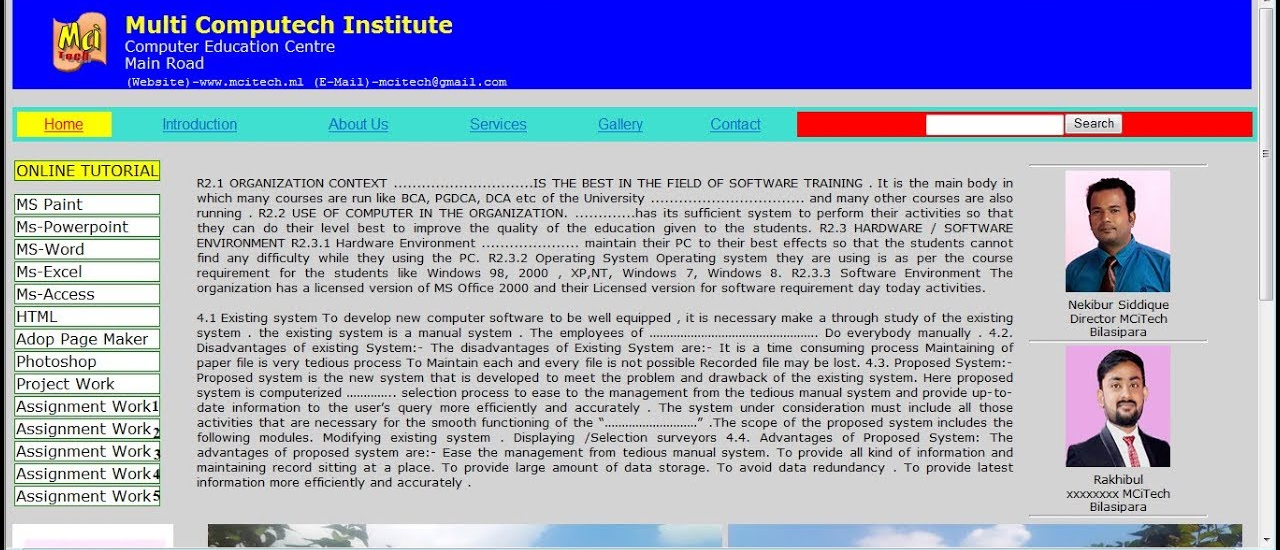 Mci
Tech
Multi Computech Institute
Computer Education Centre
Main Road
(Website)-www.mcitech.ml (E-Mail)-mcitech@gmail.com
Home Introduction About Us Services Gallery Contact Search
ONLINE TUTORIAL
MS Paint
Ms-Powerpoint
MS-Word
Ms-Excel
Ms-Access
HTML
Adop Page Maker
Photoshop
Project Work
Assignment Work1
Assignment Work2
Assignment Work3
Assignment Work4
Assignment Work5
R2.1 ORGANIZATION CONTEXT ..............................IS THE BEST IN THE FIELD OF SOFTWARE TRAINING . It is the main body in
which many courses are run like BCA, PGDCA, DCA etc of the University ................................. and many other courses are also
running . R2.2 USE OF COMPUTER IN THE ORGANIZATION. .............has its sufficient system to perform their activities so that
they can do their level best to improve the quality of the education given to the students. R2.3 HARDWARE / SOFTWARE
ENVIRONMENT R2.3.1 Hardware Environment ..................... maintain their PC to their best effects so that the students cannot
find any difficulty while they using the PC. R2.3.2 Operating System Operating system they are using is as per the course
requirement for the students like Windows 98, 2000 , XP,NT, Windows 7, Windows 8. R2.3.3 Software Environment The
organization has a licensed version of MS Office 2000 and their Licensed version for software requirement day today activities.
4.1 Existing system To develop new computer software to be well equipped , it is necessary make a through study of the existing
system . the existing system is a manual system . The employees of ................................................ Do everybody manually . 4.2.
Disadvantages of existing System:- The disadvantages of Existing System are:- It is a time consuming process Maintaining of
paper file is very tedious process To Maintain each and every file is not possible Recorded file may be lost. 4.3. Proposed System:-
Proposed system is the new system that is developed to meet the problem and drawback of the existing system. Here proposed
system is computerized .............. selection process to ease to the management from the tedious manual system and provide up-to-
date information to the user’s query more efficiently and accurately . The system under consideration must include all those
activities that are necessary for the smooth functioning of the “..........................” .The scope of the proposed system includes the
following modules. Modifying existing system . Displaying /Selection surveyors 4.4. Advantages of Proposed System: The
advantages of proposed system are:- Ease the management from tedious manual system. To provide all kind of information and
maintaining record sitting at a place. To provide large amount of data storage. To avoid data redundancy . To provide latest
information more efficiently and accurately .
Nekibur Siddique
Director MCiTech
Bilasipara
Rakhibul
xxxxxxxx MCiTech
Bilasipara